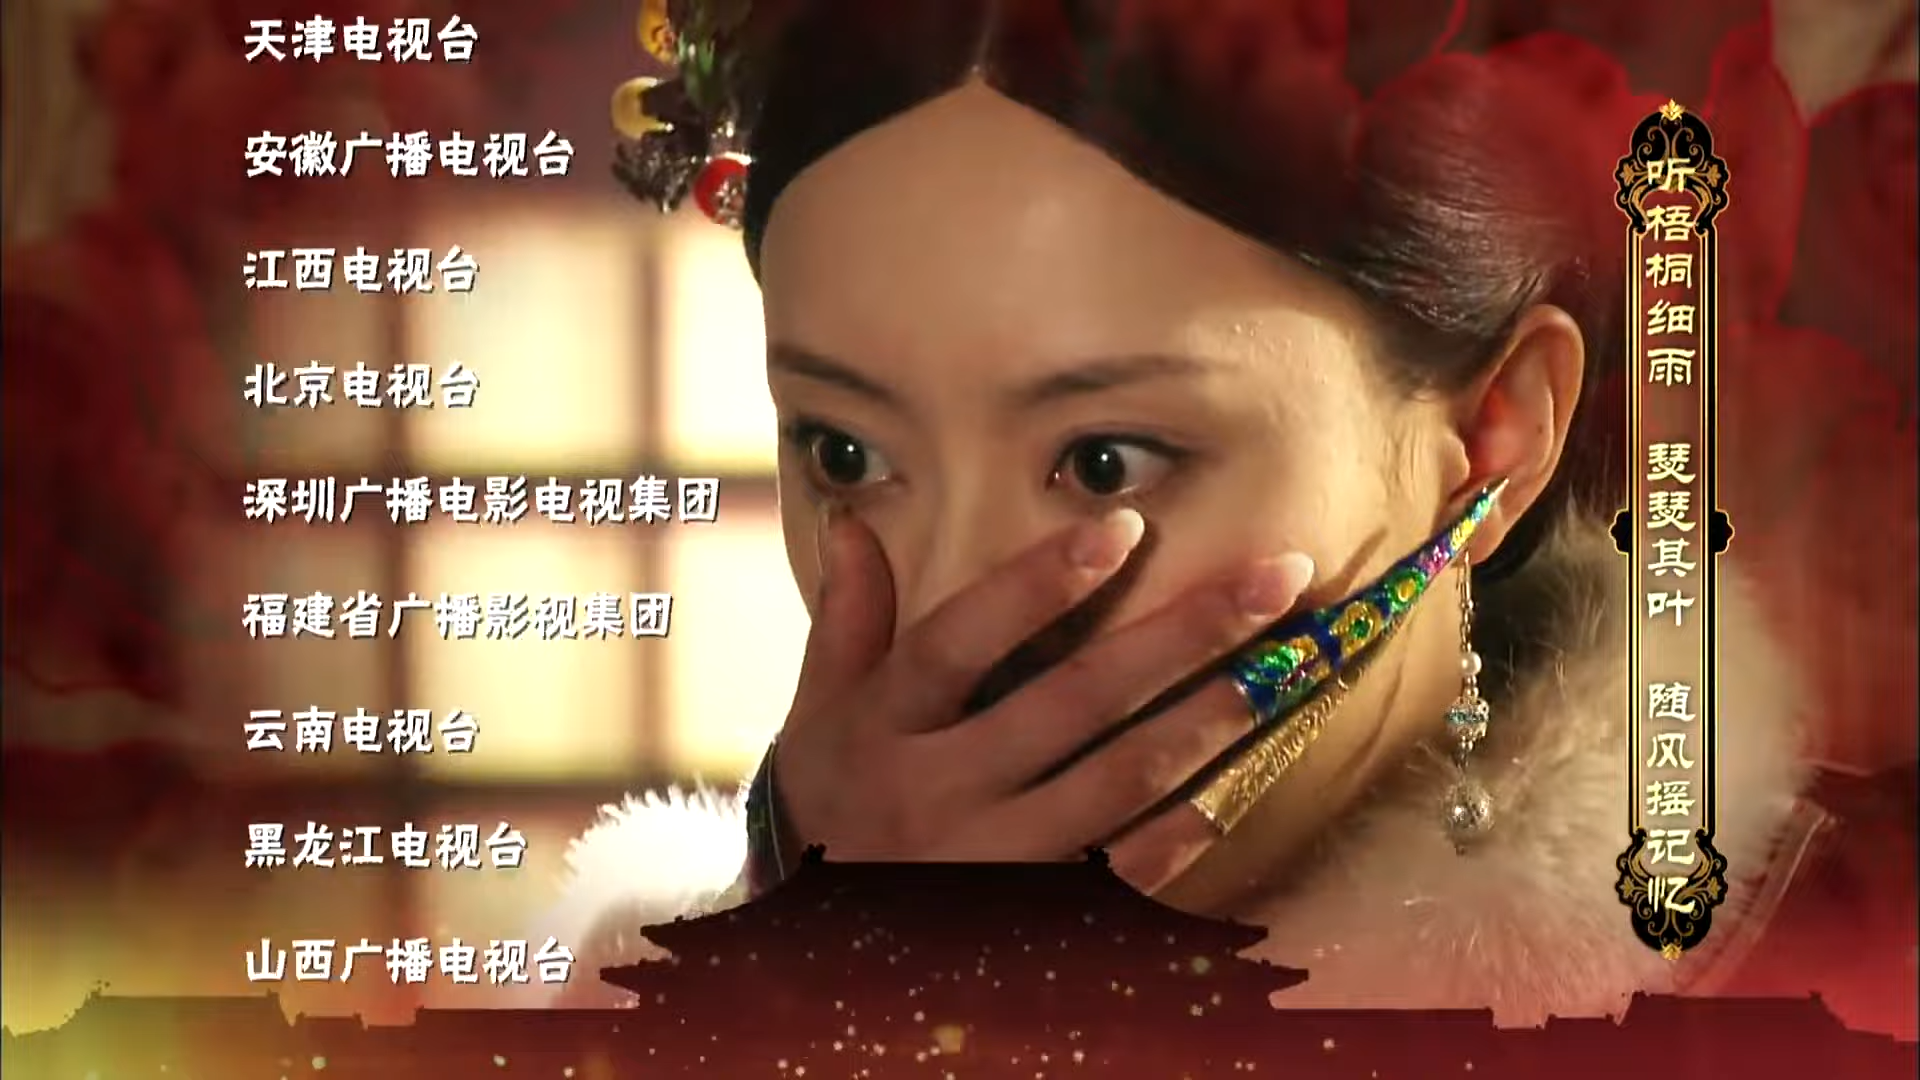 天津电视台
安徽广播电视台
江西电视台
北京电视台
深圳广播电影电视集团
福建省广播影视集团
云南电视台
黑龙江电视台
山西广播电视台
听梧桐细雨 瑟瑟其叶 随风摇记忆